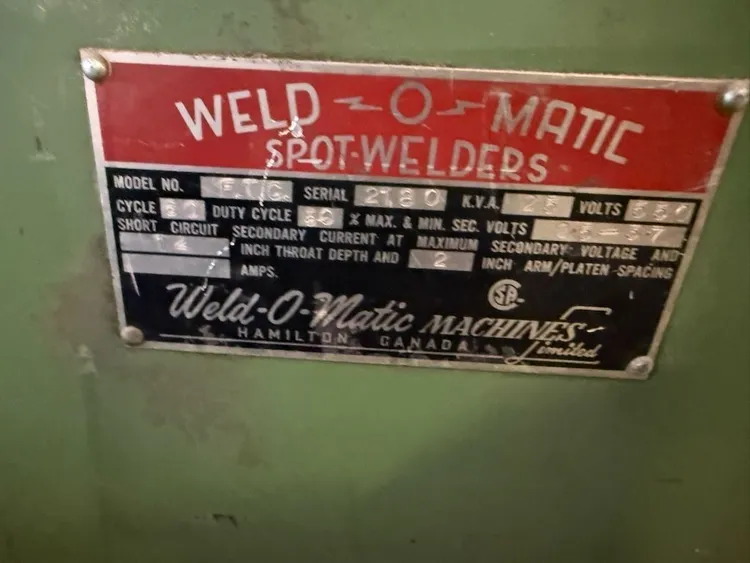 WELD-O-MATIC
SPOT-WELDERS
MODEL NO. SERIAL 2180 K.V.A. 25 VOLTS 550
CYCLE DUTY CYCLE % MAX. & MIN. SEC. VOLTS
SHORT CIRCUIT SECONDARY CURRENT AT MAXIMUM SECONDARY VOLTAGE AND
INCH THROAT DEPTH AND 2 INCH ARM/PLATEN SPACING
AMPS.
Weld-O-Matic MACHINES Limited
HAMILTON CANADA